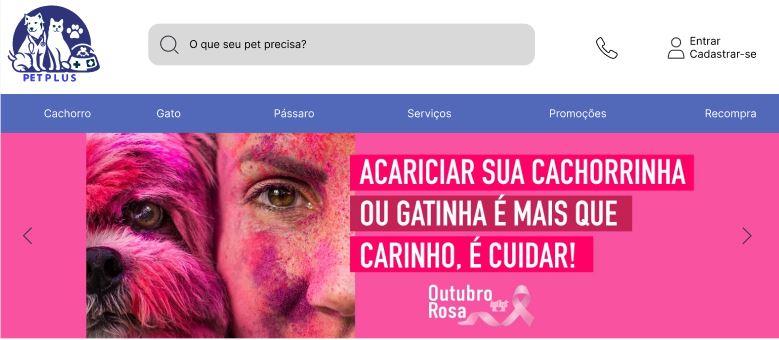 PETPLUS
O que seu pet precisa?
Entrar
Cadastrar-se
Cachorro
Gato
Pássaro
Serviços
Promoções
Recompra
ACARICIAR SUA CACHORRINHA
OU GATINHA É MAIS QUE
CARINHO, É CUIDAR!
Outubro
Rosa